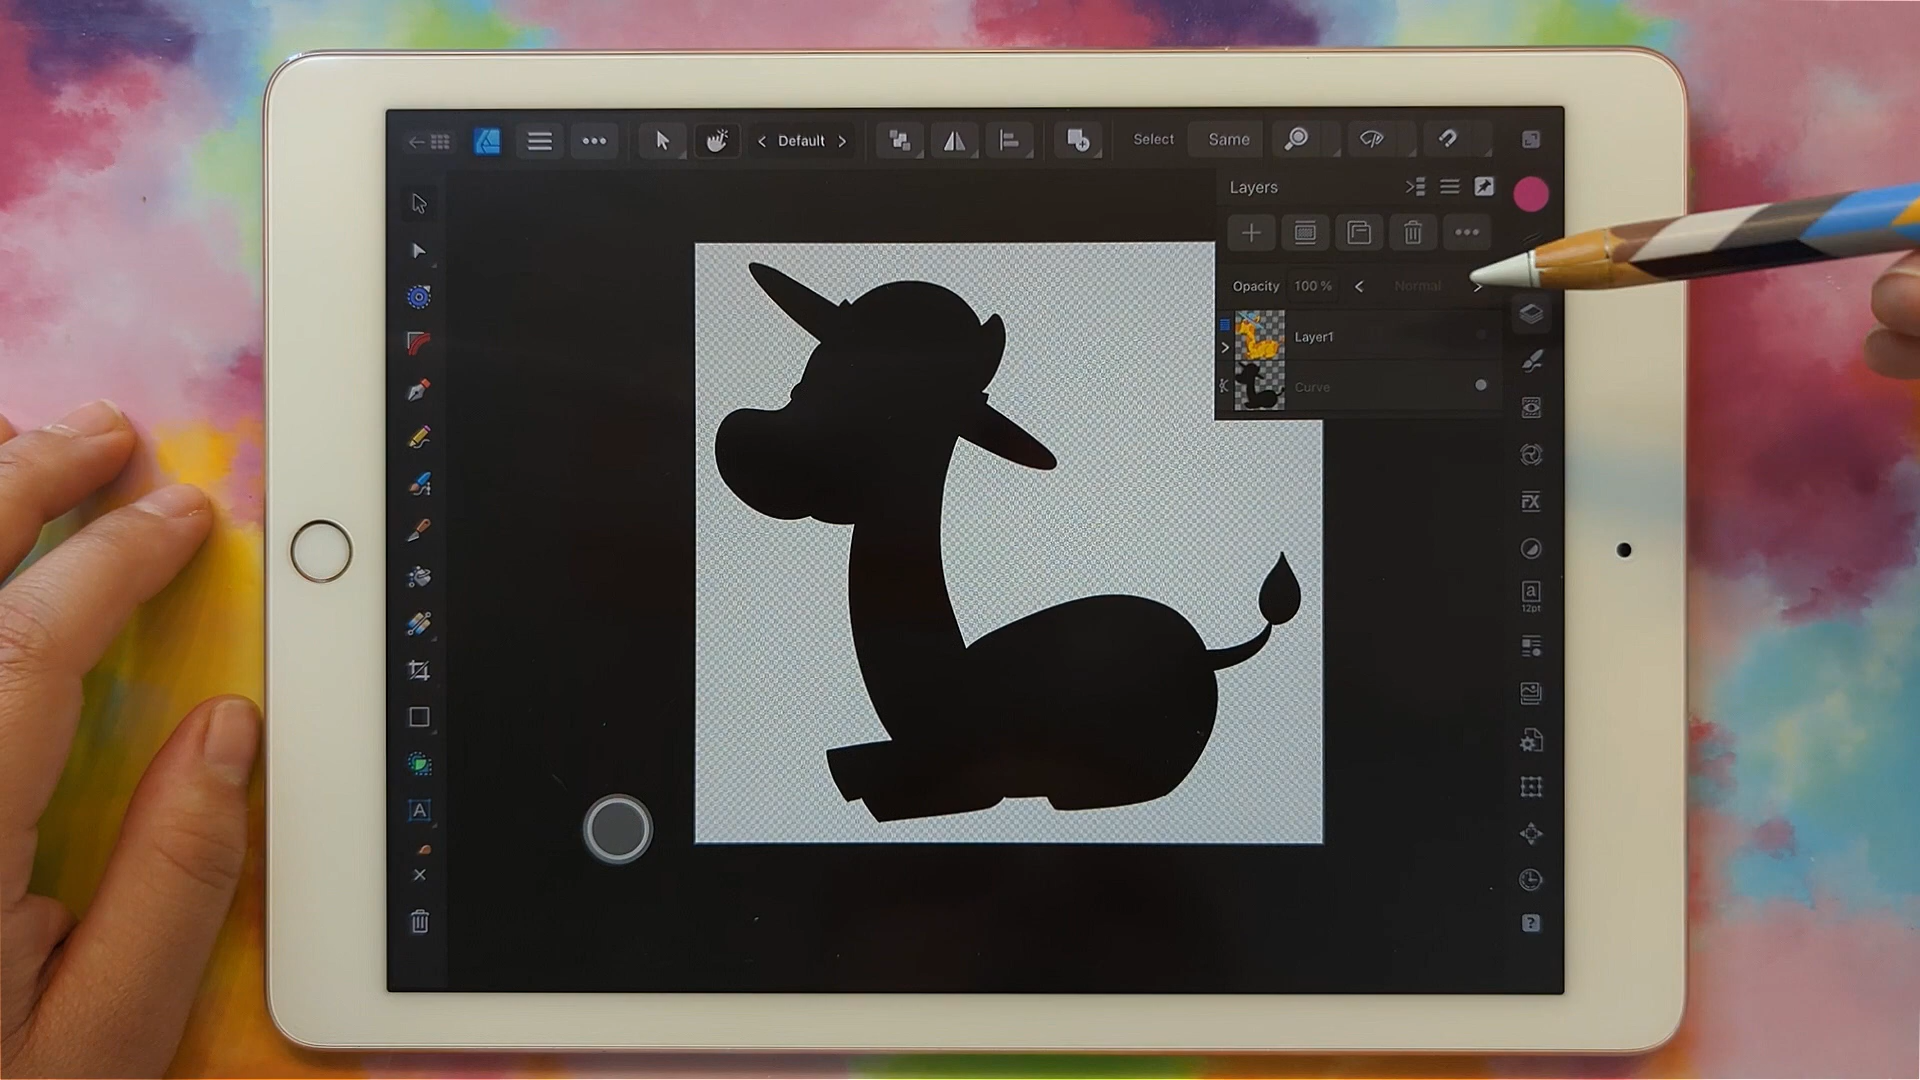 Default
Select
Same
Layers
Opacity 100 % Normal
Layer1
Curve
FX
a
12pt
A
?